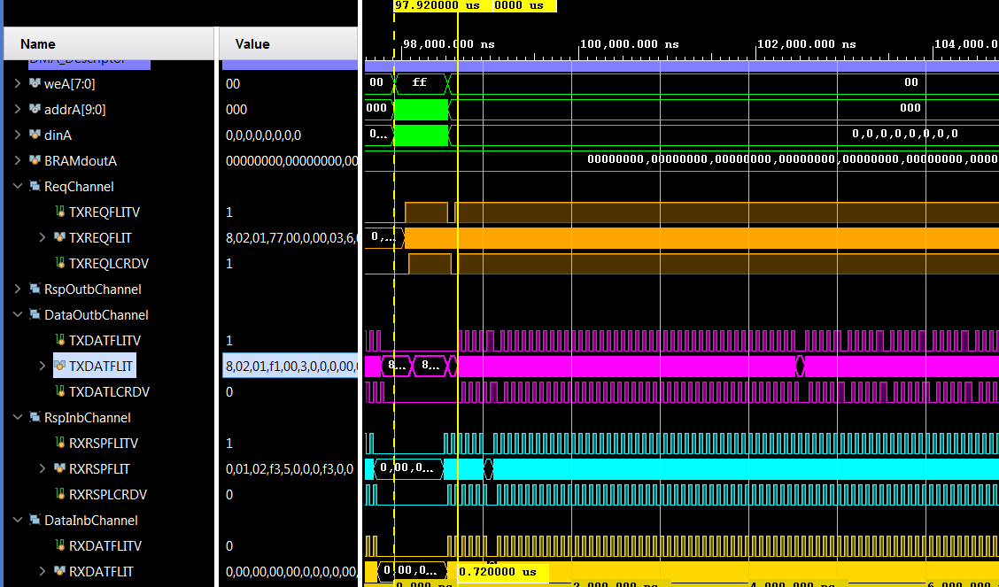 97.920000 us 0000 us
Name Value
98,000.000 ns 100,000.000 ns 102,000.000 ns 104,000.0
DMA_Descriptor
weA[7:0] 00 00 ff 00
addrA[9:0] 000 000 000
dinA 0,0,0,0,0,0,0,0 0... 0,0,0,0,0,0,0,0
BRAMdoutA 00000000,00000000,00 00000000,00000000,00000000,00000000,00000000,00000000,0000
ReqChannel
TXREQFLITV 1
TXREQFLIT 8,02,01,77,00,0,00,03,6, 0,...
TXREQLCRDV 1
RspOutbChannel
DataOutbChannel
TXDATFLITV 1
TXDATFLIT 8,02,01,f1,00,3,0,0,0,00, 8... 8...
TXDATLCRDV 0
RspInbChannel
RXRSPFLITV 1
RXRSPFLIT 0,01,02,f3,5,0,0,0,f3,0,0 0,00,0...
RXRSPLCRDV 0
DataInbChannel
RXDATFLITV 0
RXDATFLIT 0,00,00,00,00,0,0,0,0,00, 0,00,0...
0.720000 us
0.000 ns 2,000.000 ns 4,000.000 ns 6,000.0